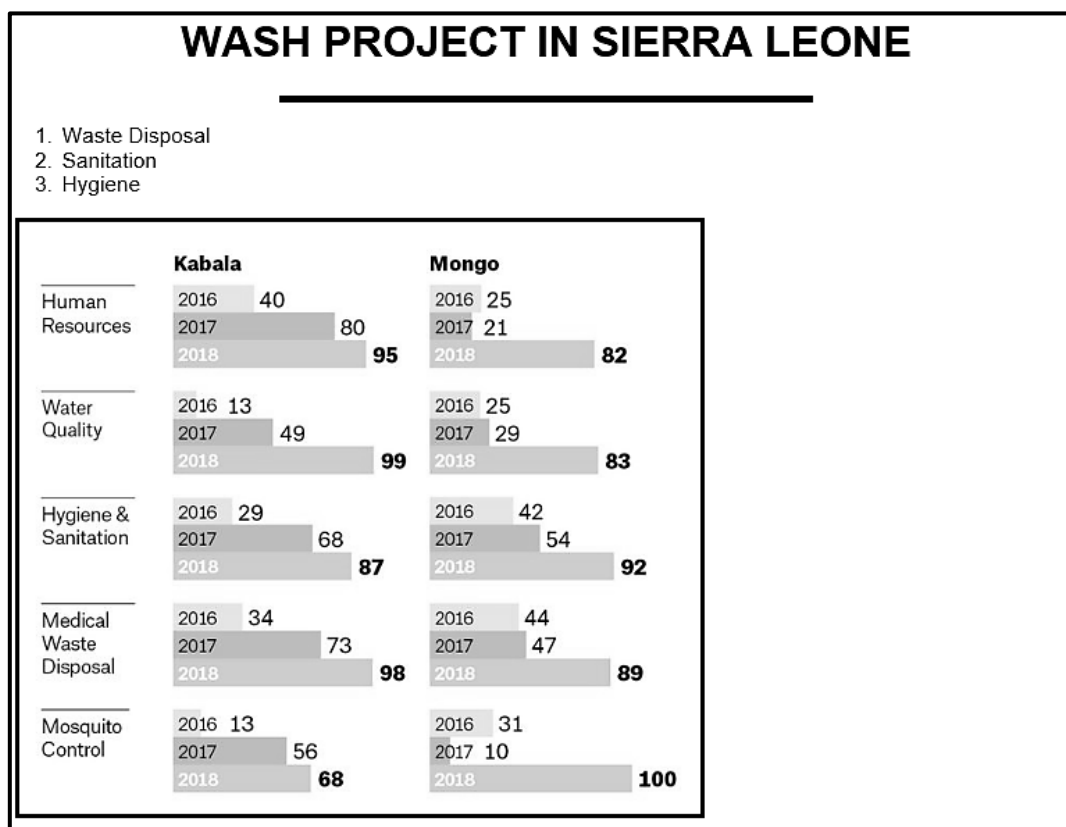 WASH PROJECT IN SIERRA LEONE
1. Waste Disposal
2. Sanitation
3. Hygiene
Kabala Mongo
Human
Resources
2016 40 2016 25
2017 80 2017 21
2018 95 2018 82
Water
Quality
2016 13 2016 25
2017 49 2017 29
2018 99 2018 83
Hygiene &
Sanitation
2016 29 2016 42
2017 68 2017 54
2018 87 2018 92
Medical
Waste
Disposal
2016 34 2016 44
2017 73 2017 47
2018 98 2018 89
Mosquito
Control
2016 13 2016 31
2017 56 2017 10
2018 68 2018 100